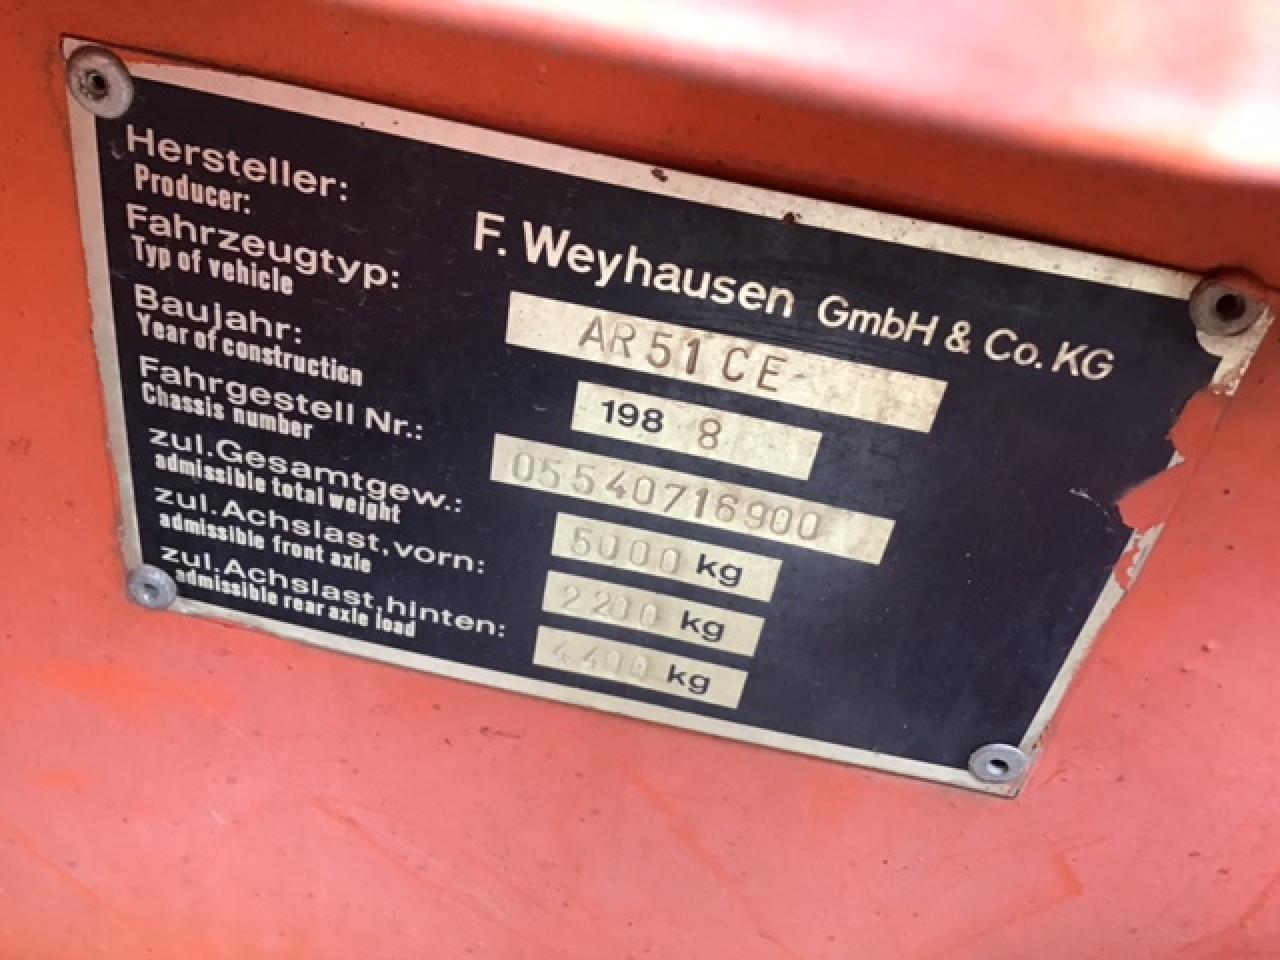 Hersteller:
Producer:
F. Weyhausen GmbH & Co. KG
Fahrzeugtyp:
Typ of vehicle
AR 51 CE
Baujahr:
Year of construction
198 8
Fahrgestell Nr.:
Chassis number
05540716900
zul.Gesamtgew.:
admissible total weight
5000 kg
zul.Achslast,vorn:
admissible front axle
2200 kg
zul.Achslast,hinten:
admissible rear axle load
4400 kg